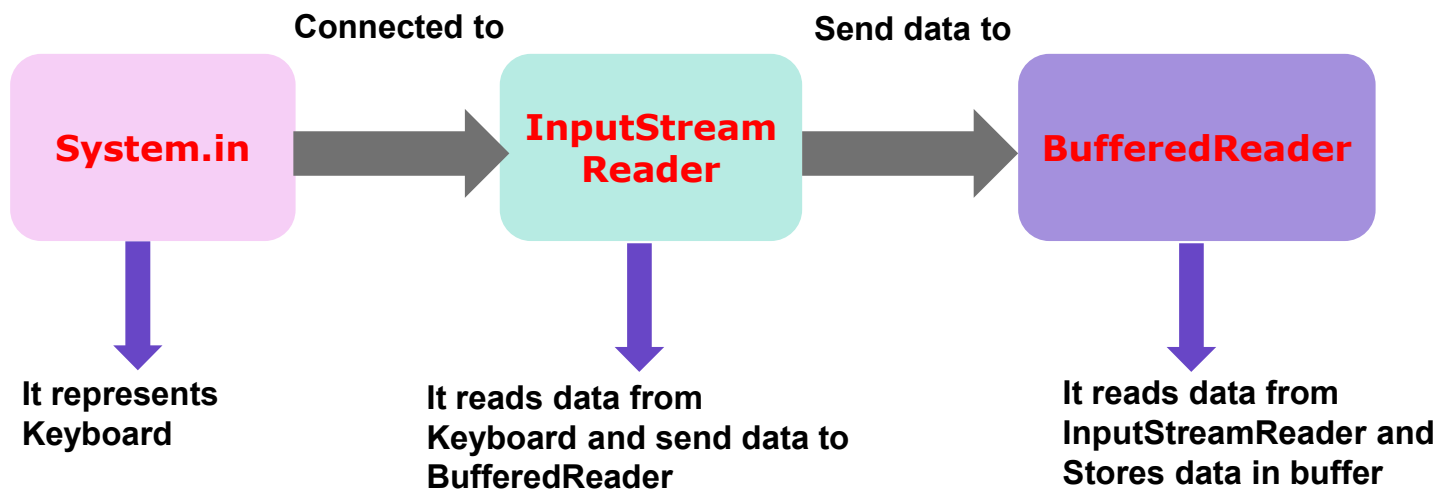 Connected to
Send data to
System.in
InputStream
Reader
BufferedReader
It represents
Keyboard
It reads data from
Keyboard and send data to
BufferedReader
It reads data from
InputStreamReader and
Stores data in buffer